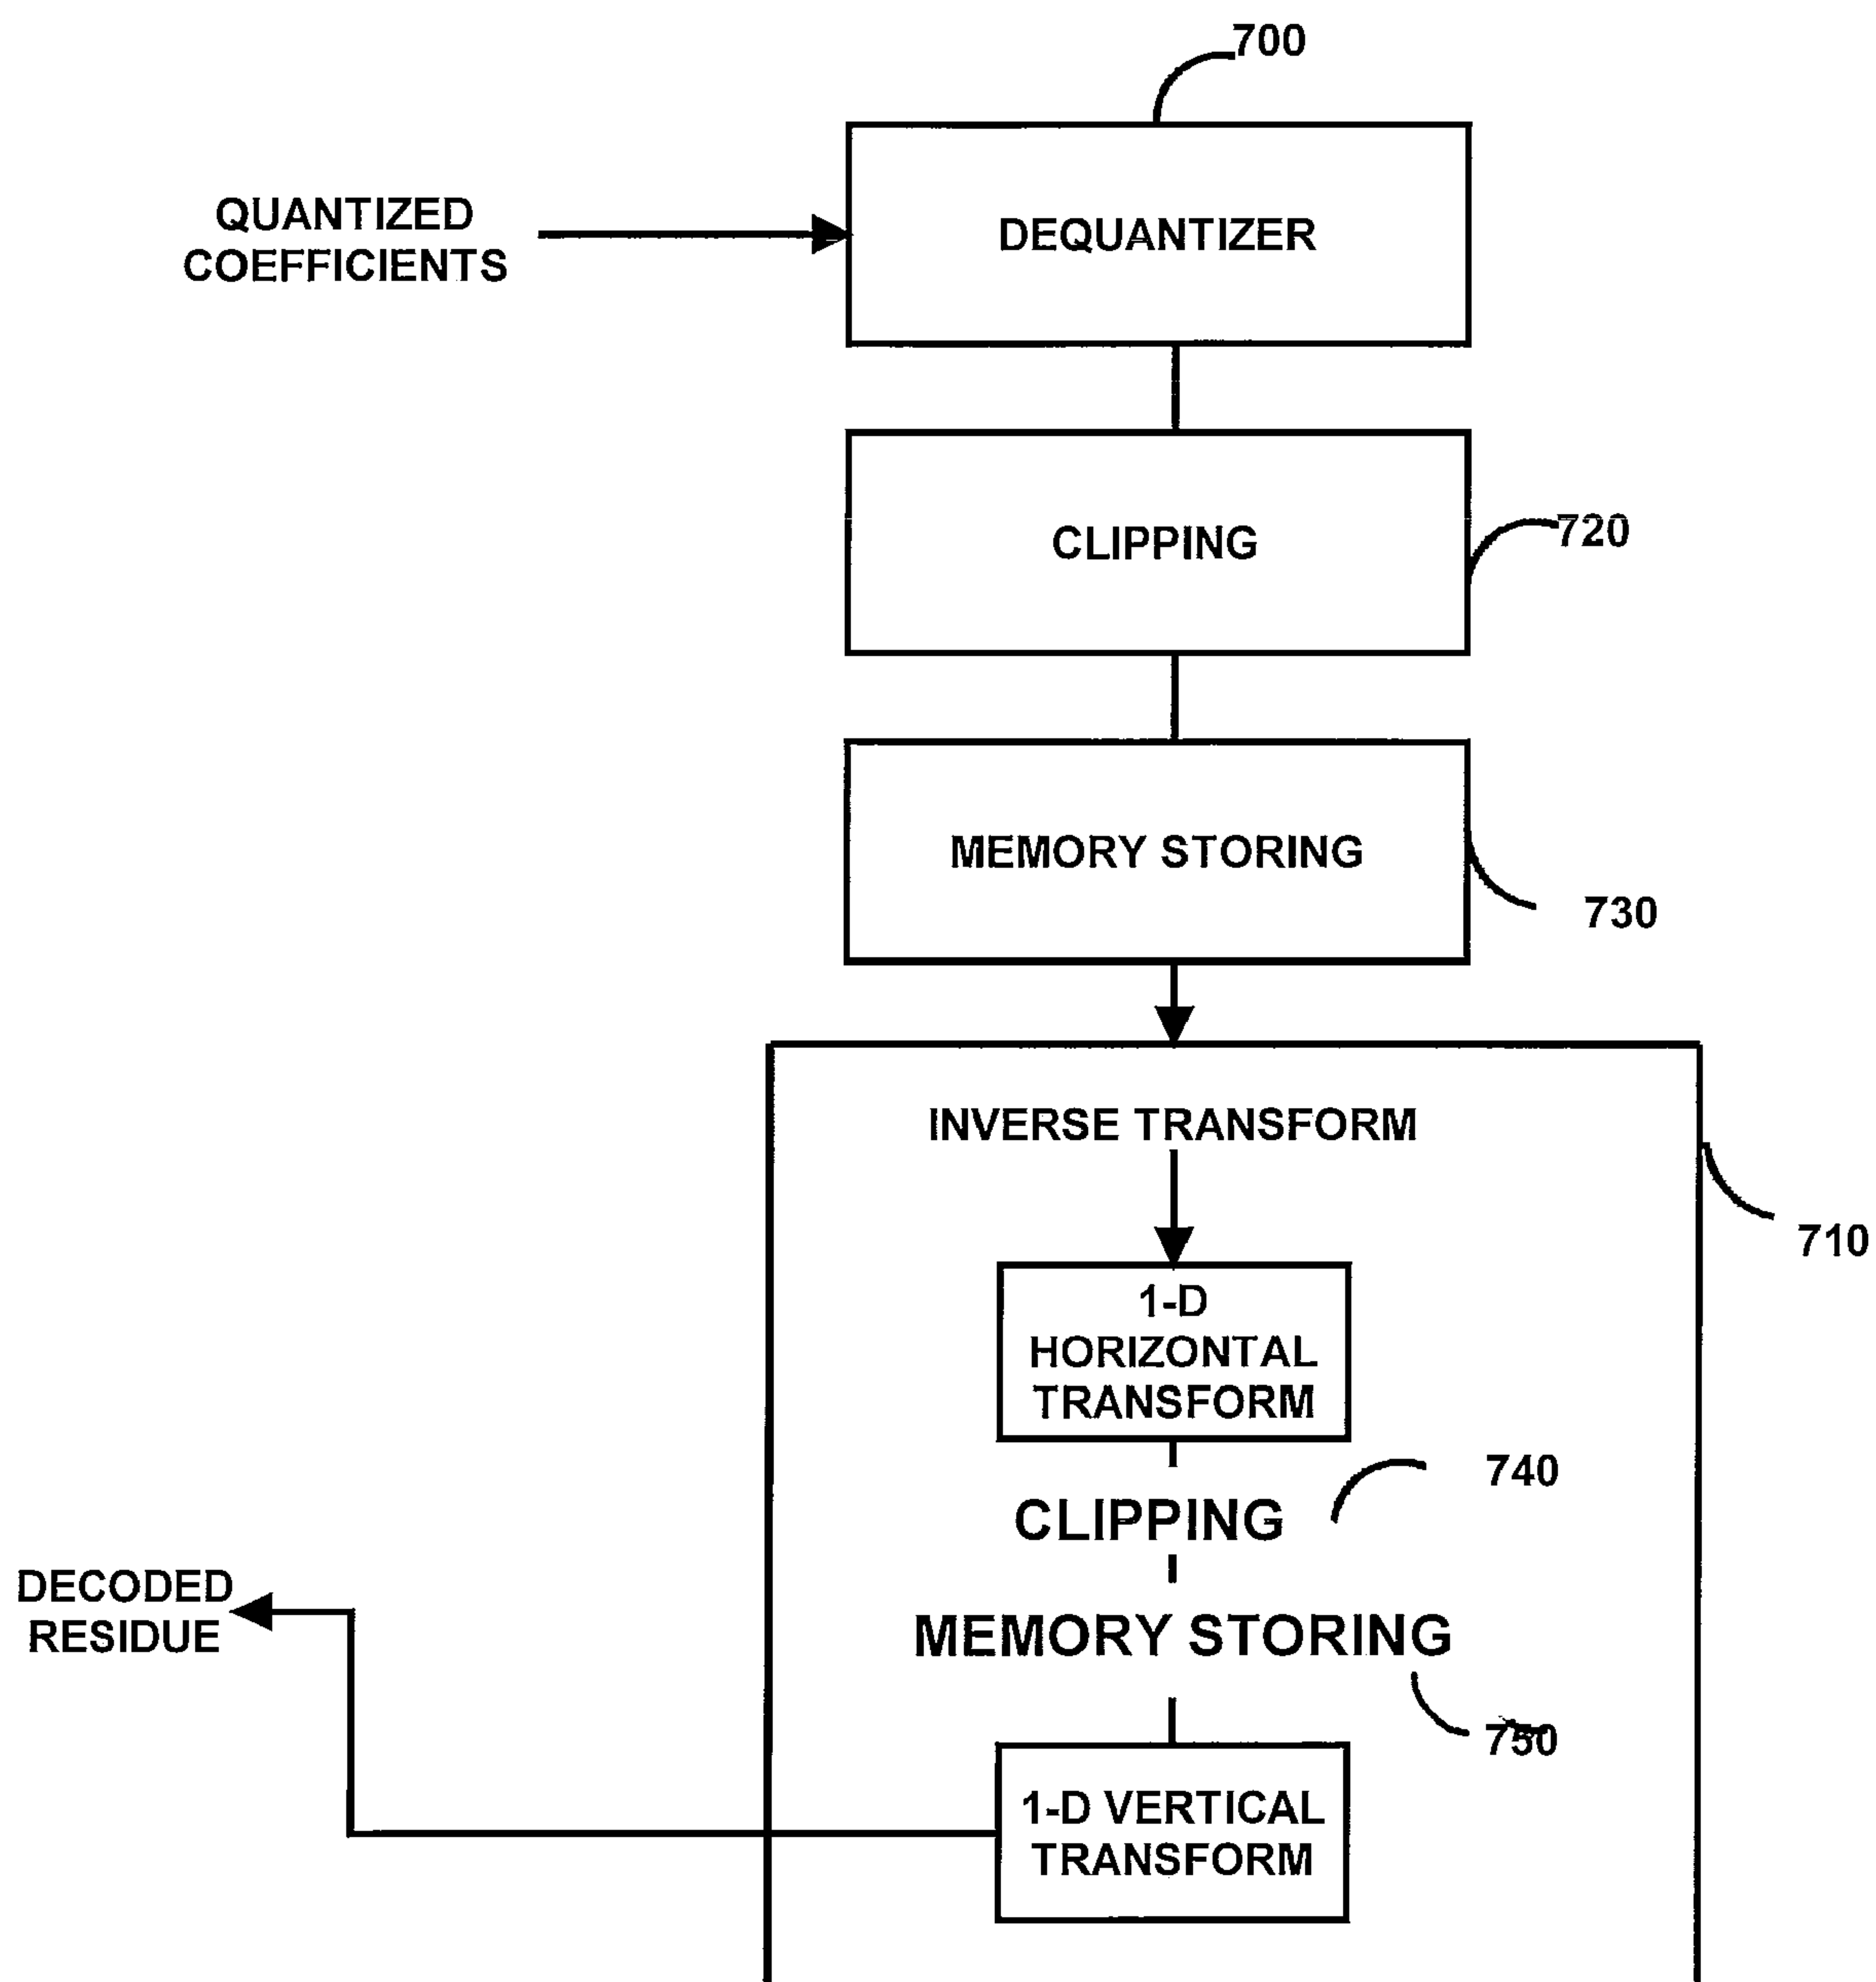 700
QUANTIZED
COEFFICIENTS
DEQUANTIZER
CLIPPING
720
MEMORY STORING
730
INVERSE TRANSFORM
710
1-D
HORIZONTAL
TRANSFORM
740
CLIPPING
DECODED
RESIDUE
MEMORY STORING
750
1-D VERTICAL
TRANSFORM